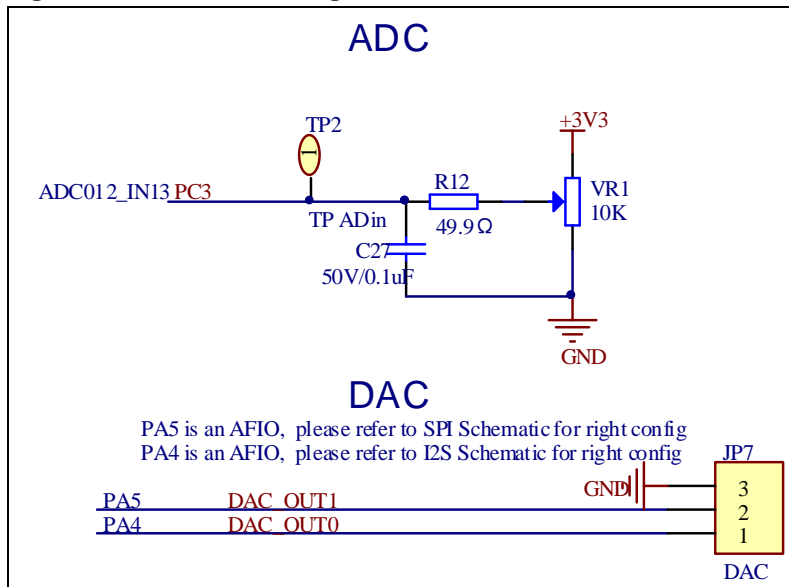 ADC
TP2
1
+3V3
R12
VR1
ADC012_IN13 PC3
10K
TP ADin
49.9Ω
C27
50V/0.1uF
GND
DAC
PA5 is an AFIO, please refer to SPI Schematic for right config
PA4 is an AFIO, please refer to I2S Schematic for right config
JP7
GND
3
PA5 DAC_OUT1
2
PA4 DAC_OUT0
1
DAC